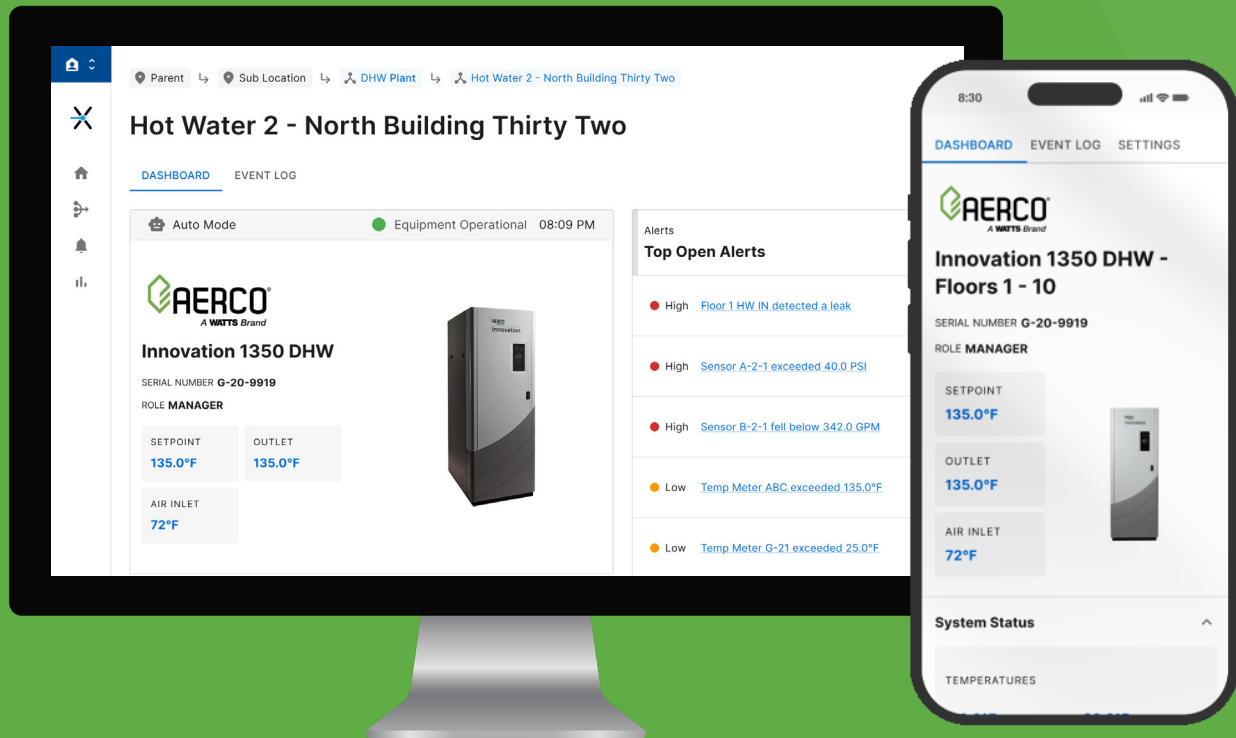 Parent
Sub Location
DHW Plant
Hot Water 2 - North Building Thirty Two
Hot Water 2 - North Building Thirty Two
DASHBOARD EVENT LOG
Auto Mode
Equipment Operational 08:09 PM
AERCO
A WATTS Brand
Innovation 1350 DHW
SERIAL NUMBER G-20-9919
ROLE MANAGER
SETPOINT
135.0°F
OUTLET
135.0°F
AIR INLET
72°F
AERCO
Innovation
Alerts
Top Open Alerts
High Floor 1 HW IN detected a leak
High Sensor A-2-1 exceeded 40.0 PSI
High Sensor B-2-1 fell below 342.0 GPM
Low Temp Meter ABC exceeded 135.0°F
Low Temp Meter G-21 exceeded 25.0°F
8:30
DASHBOARD EVENT LOG SETTINGS
AERCO
A WATTS Brand
Innovation 1350 DHW -
Floors 1 - 10
SERIAL NUMBER G-20-9919
ROLE MANAGER
SETPOINT
135.0°F
OUTLET
135.0°F
AIR INLET
72°F
System Status
TEMPERATURES